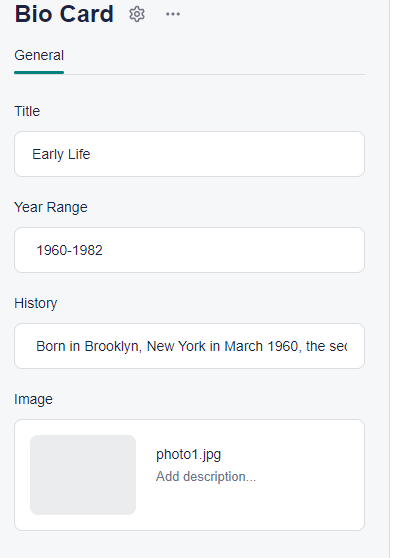 Bio Card
General
Title
Early Life
Year Range
1960-1982
History
Born in Brooklyn, New York in March 1960, the sec
Image
photo1.jpg
Add description...